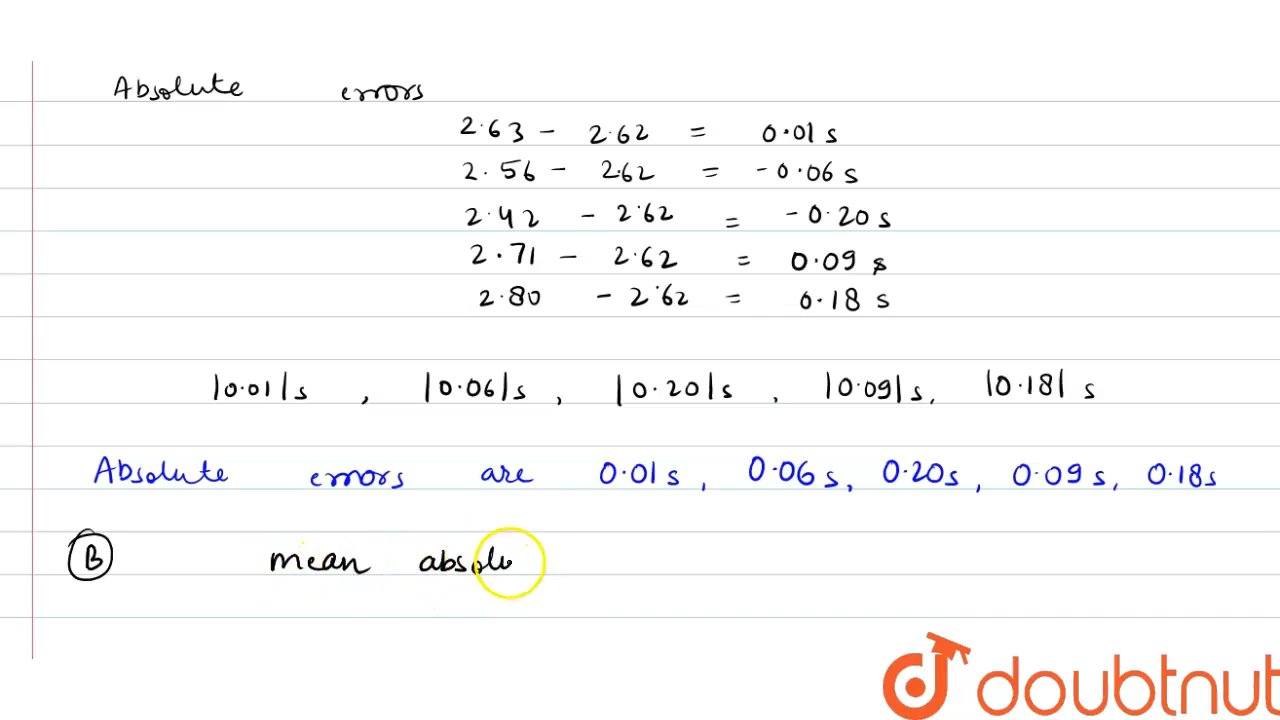 Absolute errors
2.63 - 2.62 = 0.01 s
2.56 - 2.62 = -0.06 s
2.42 - 2.62 = -0.20 s
2.71 - 2.62 = 0.09 s
2.80 - 2.62 = 0.18 s
|0.01| s , |0.06| s , |0.20| s , |0.09| s, |0.18| s
Absolute errors are 0.01 s , 0.06 s, 0.20 s , 0.09 s, 0.18 s
B mean absolu
doubtnut